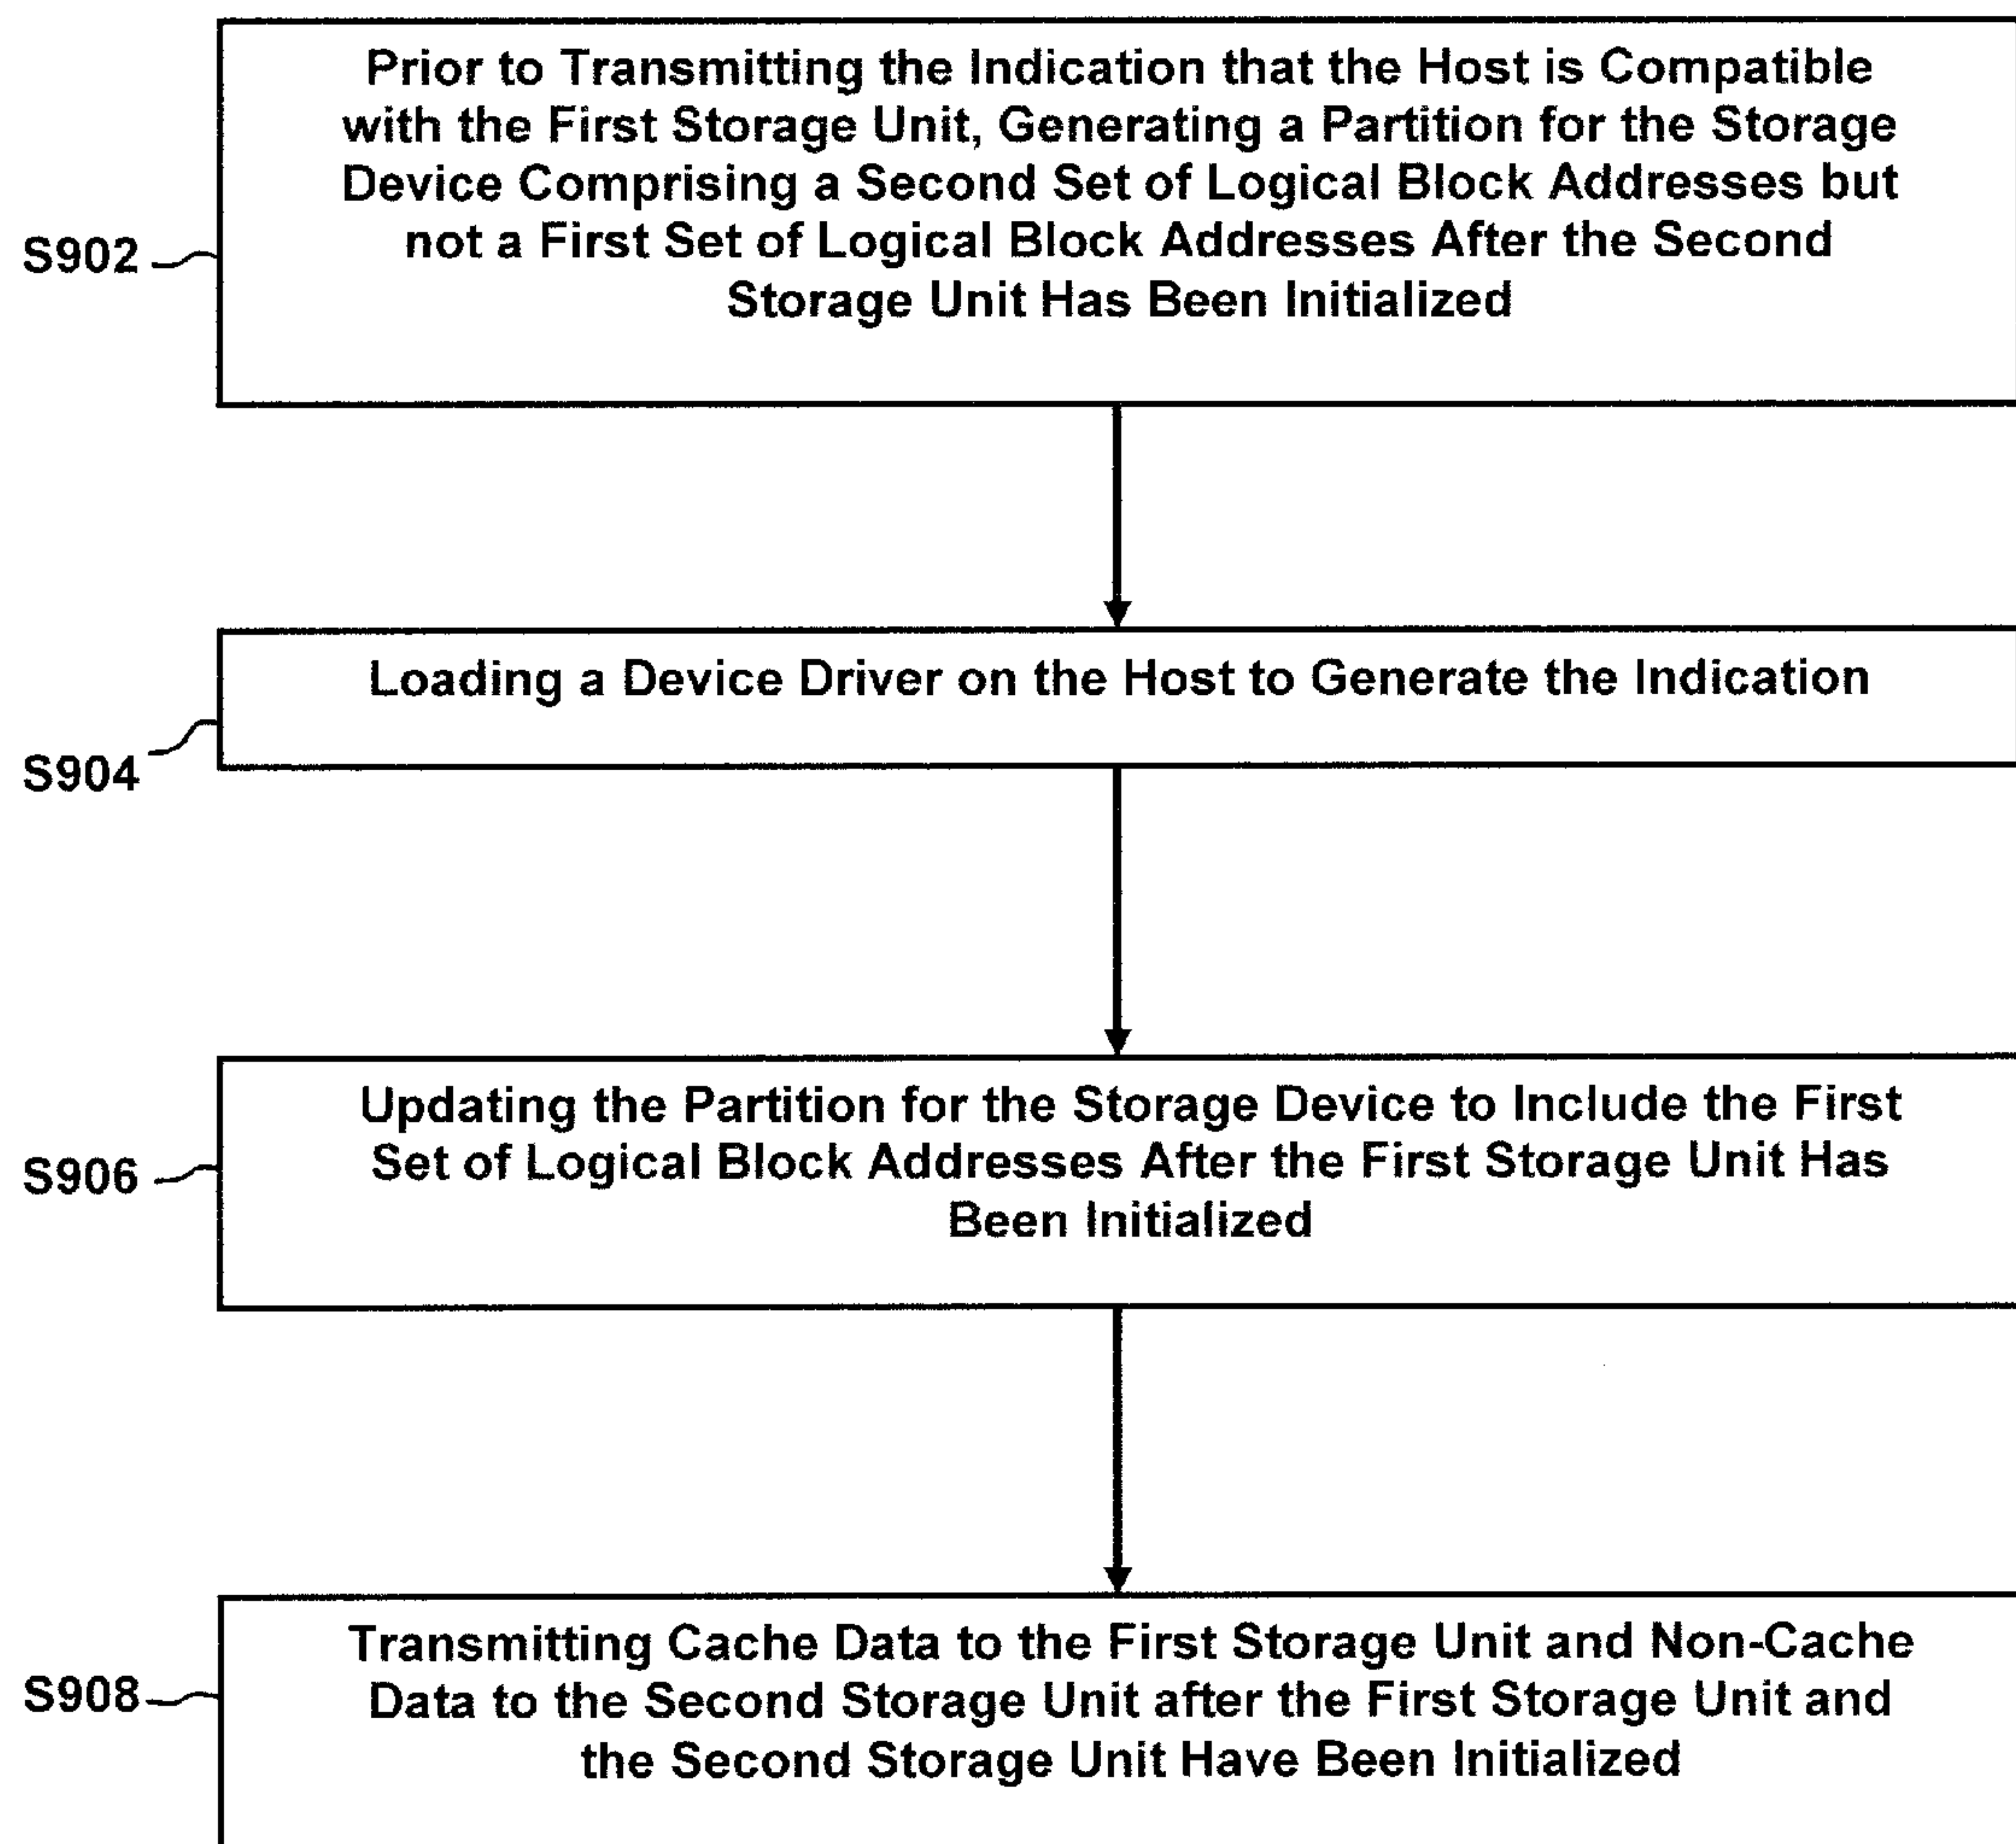 Prior to Transmitting the Indication that the Host is Compatible
with the First Storage Unit, Generating a Partition for the Storage
Device Comprising a Second Set of Logical Block Addresses but
not a First Set of Logical Block Addresses After the Second
Storage Unit Has Been Initialized
S902
Loading a Device Driver on the Host to Generate the Indication
S904
Updating the Partition for the Storage Device to Include the First
Set of Logical Block Addresses After the First Storage Unit Has
Been Initialized
S906
Transmitting Cache Data to the First Storage Unit and Non-Cache
Data to the Second Storage Unit after the First Storage Unit and
the Second Storage Unit Have Been Initialized
S908